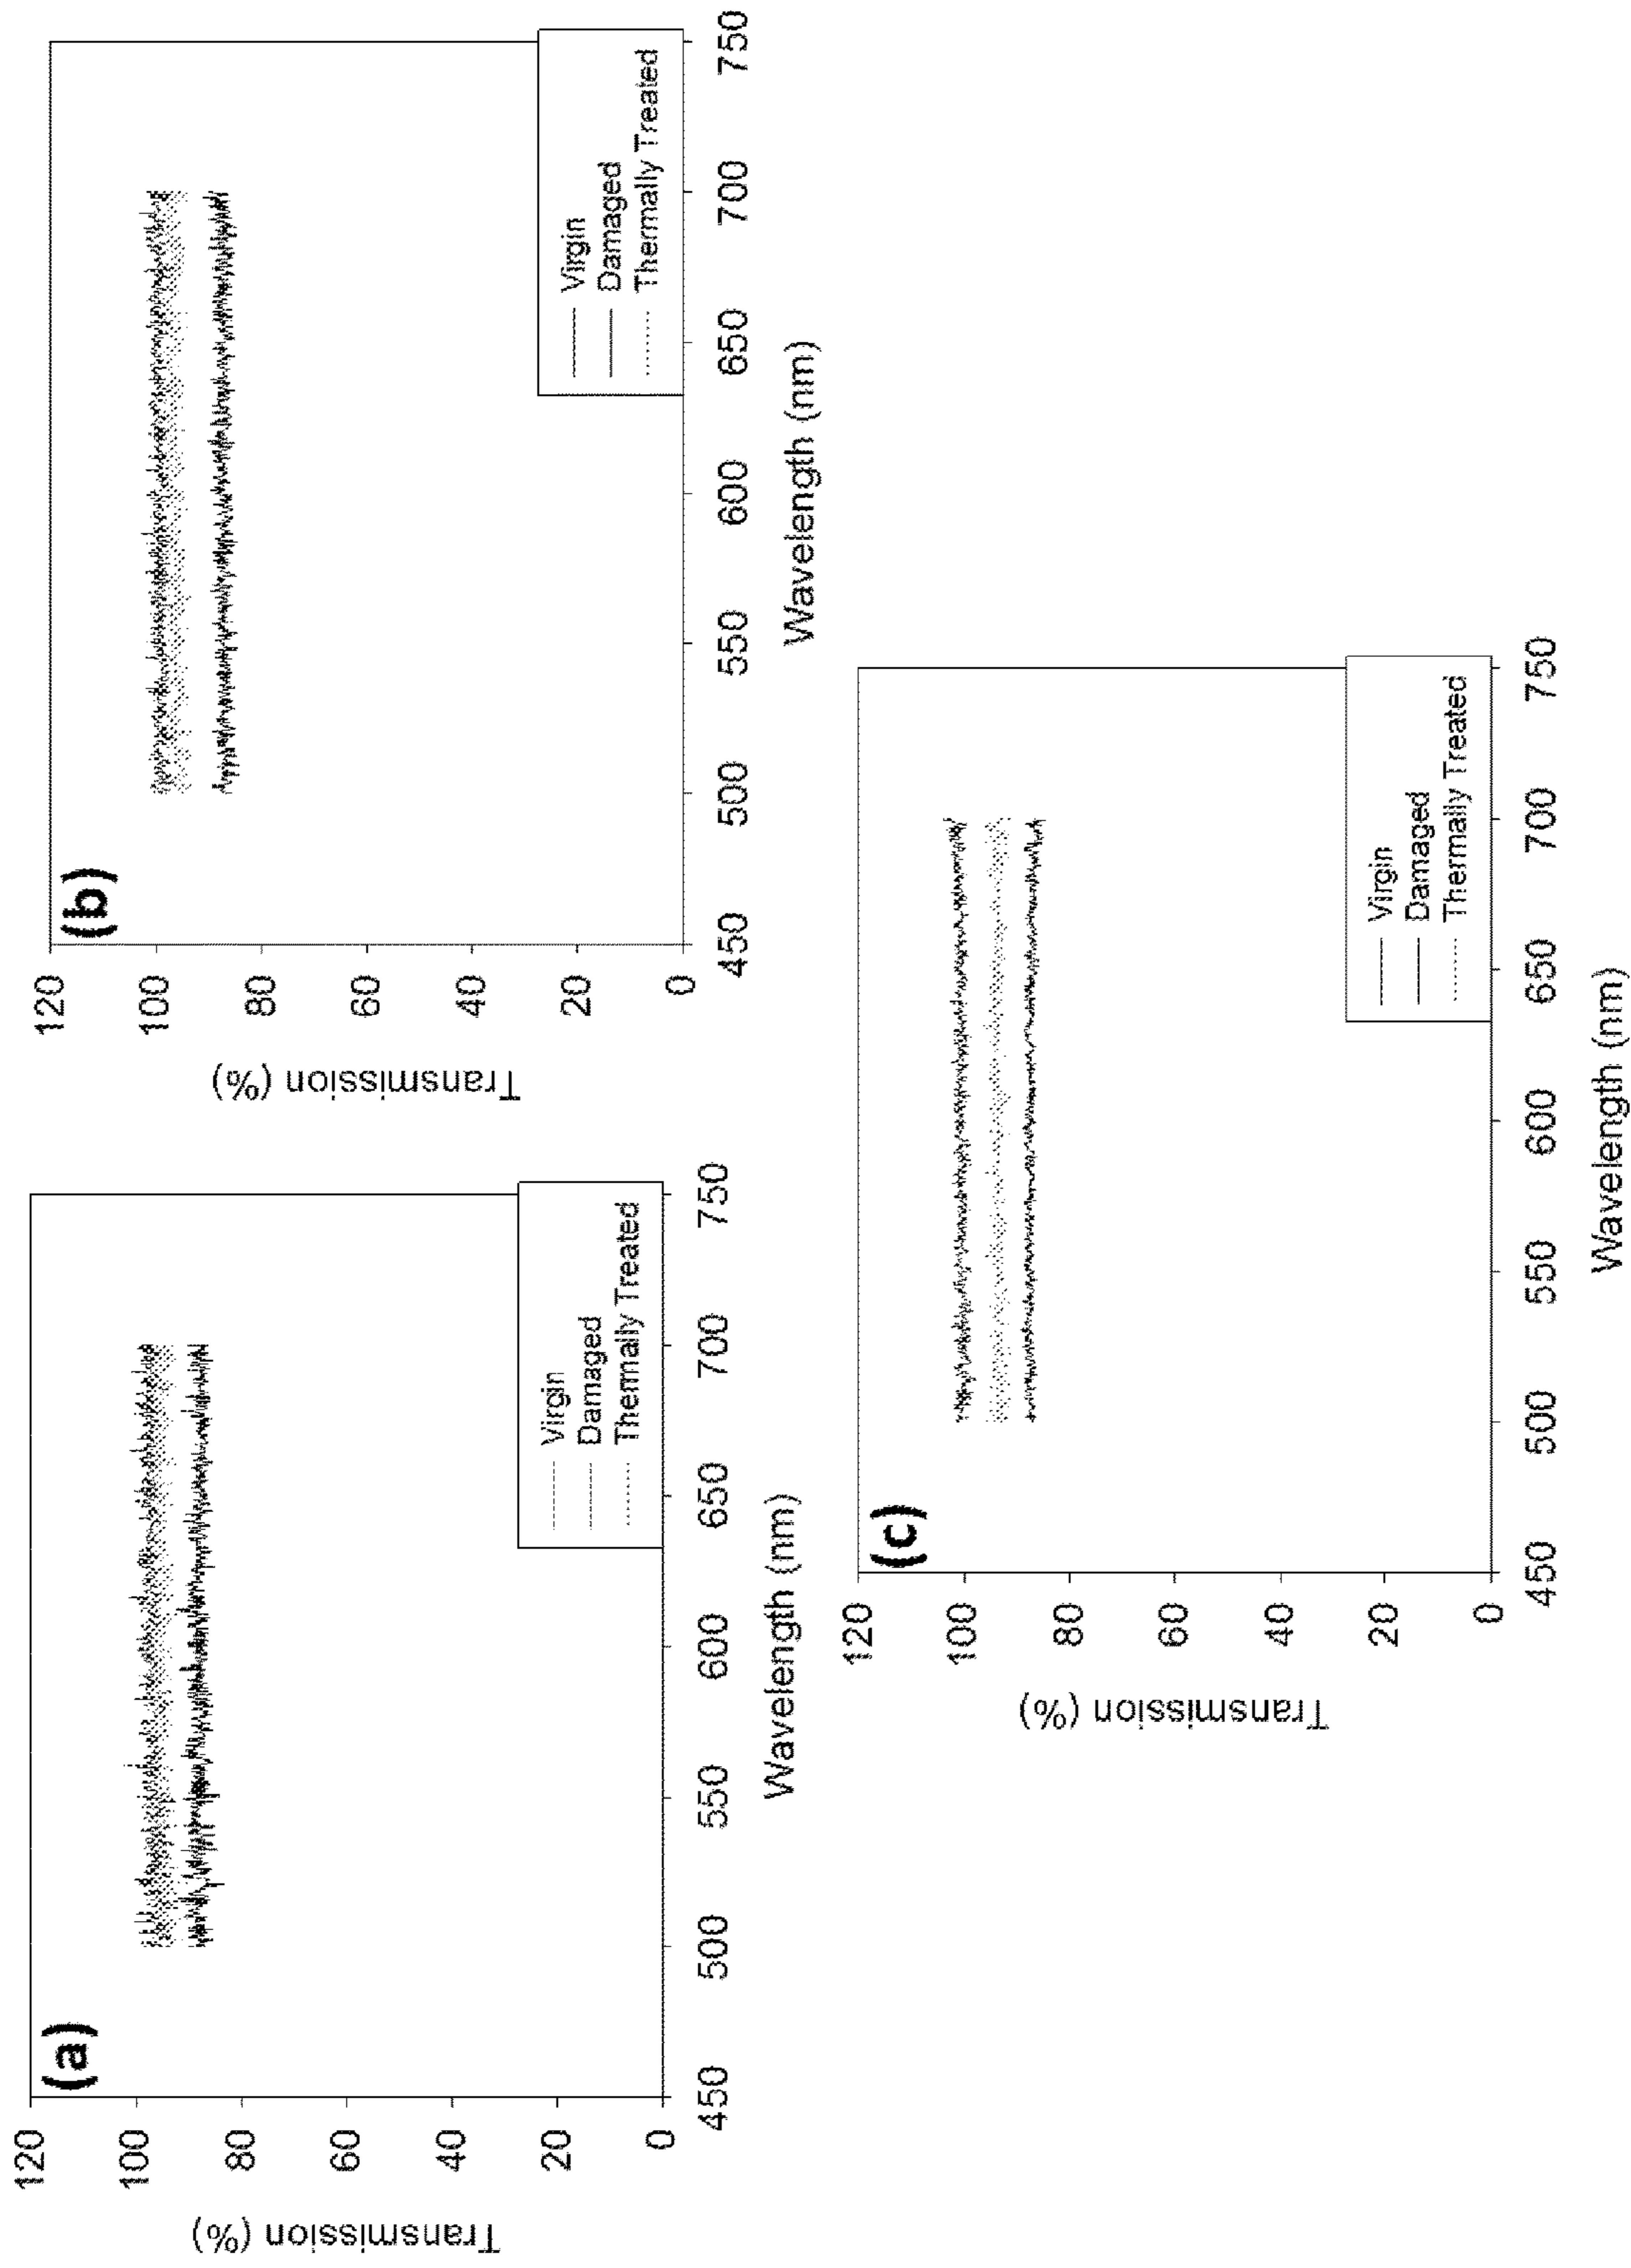 (a)
Transmission (%)
120
100
80
60
40
20
0
450
500
550
600
650
700
750
Wavelength (nm)
Virgin
Damaged
Thermally Treated
(b)
Transmission (%)
120
100
80
60
40
20
0
450
500
550
600
650
700
750
Wavelength (nm)
Virgin
Damaged
Thermally Treated
(c)
Transmission (%)
120
100
80
60
40
20
0
450
500
550
600
650
700
750
Wavelength (nm)
Virgin
Damaged
Thermally Treated